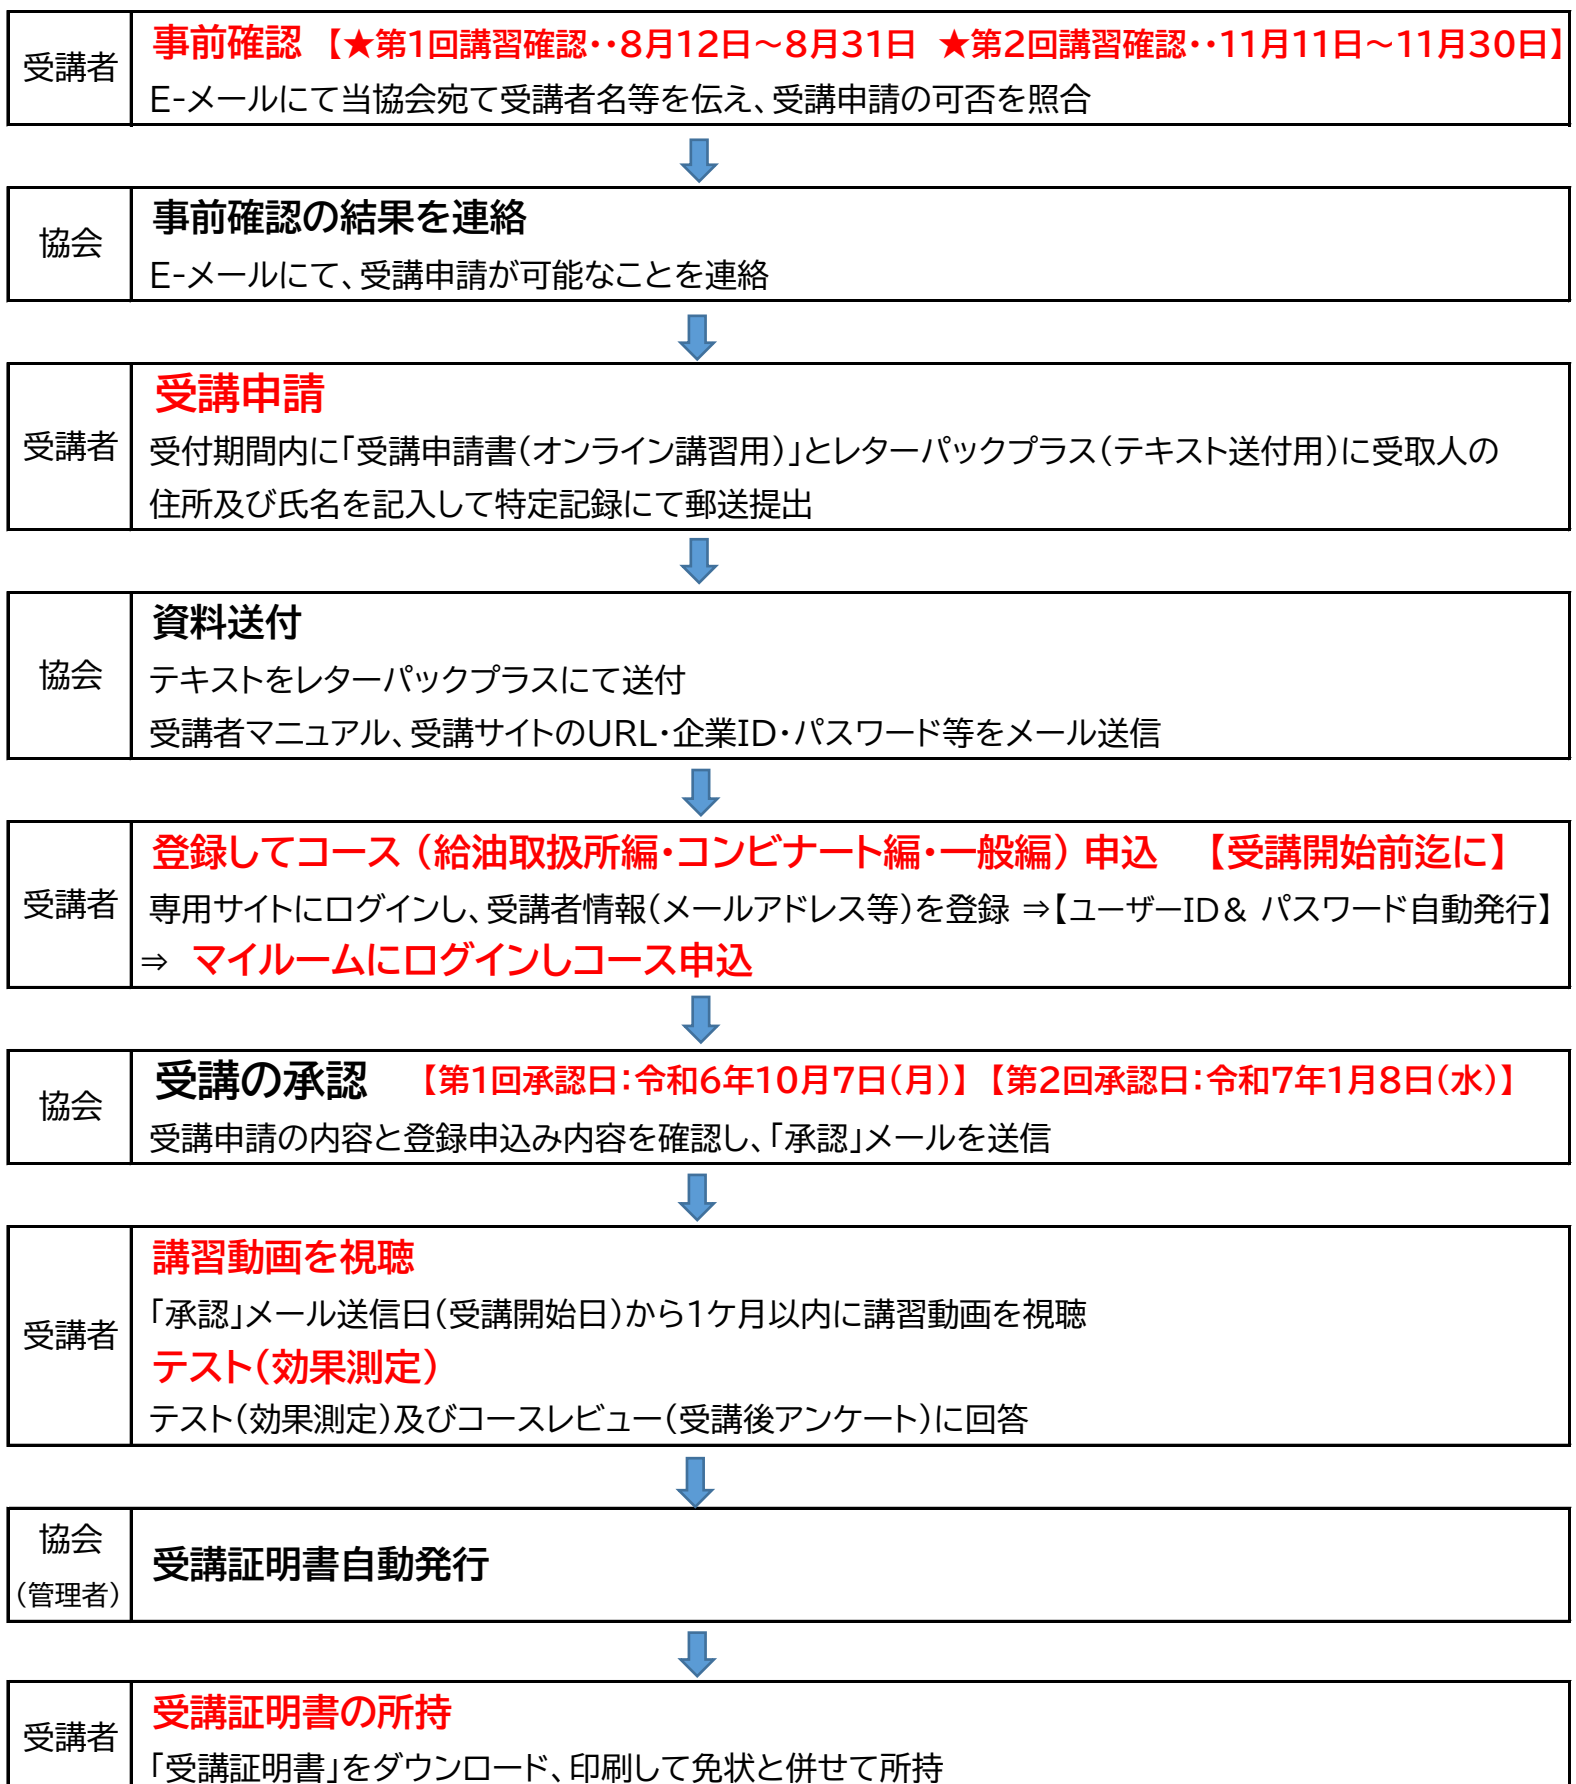 事前確認 【★第1回講習確認・・8月12日～8月31日 ★第2回講習確認・・11月11日～11月30日】
受講者
E-メールにて当協会宛て受講者名等を伝え、受講申請の可否を照合
事前確認の結果を連絡
協会
E-メールにて、受講申請が可能なことを連絡
受講申請
受講者
受付期間内に「受講申請書（オンライン講習用）」とレターパックプラス（テキスト送付用）に受取人の
住所及び氏名を記入して特定記録にて郵送提出
資料送付
協会
テキストをレターパックプラスにて送付
受講者マニュアル、受講サイトのURL・企業ID・パスワード等をメール送信
登録してコース（給油取扱所編・コンビナート編・一般編）申込 【受講開始前迄に】
受講者
専用サイトにログインし、受講者情報（メールアドレス等）を登録 ⇒【ユーザーID＆ パスワード自動発行】
⇒ マイルームにログインしコース申込
受講の承認 【第1回承認日：令和6年10月7日（月）】【第2回承認日：令和7年1月8日（水）】
協会
受講申請の内容と登録申込み内容を確認し、「承認」メールを送信
講習動画を視聴
「承認」メール送信日（受講開始日）から1ケ月以内に講習動画を視聴
受講者
テスト（効果測定）
テスト（効果測定）及びコースレビュー（受講後アンケート）に回答
協会
（管理者）
受講証明書自動発行
受講証明書の所持
受講者
「受講証明書」をダウンロード、印刷して免状と併せて所持